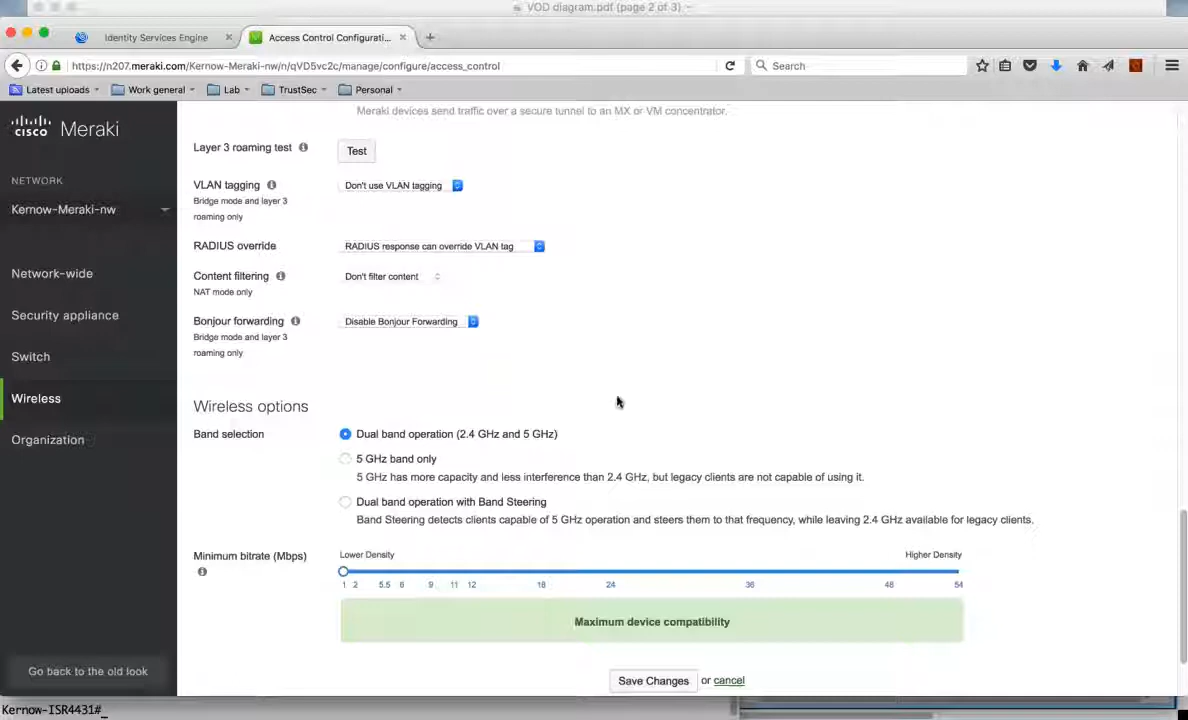 VOD diagram.pdf (page 2 of 3)
Identity Services Engine
Access Control Configurati...
https://n207.meraki.com/Kernow-Meraki-nw/n/qVD5vc2c/manage/configure/access_control
Search
Latest uploads
Work general
Lab
TrustSec
Personal
CISCO Meraki
NETWORK
Kernow-Meraki-nw
Network-wide
Security appliance
Switch
Wireless
Organization
Go back to the old look
Meraki devices send traffic over a secure tunnel to an MX or VM concentrator.
Layer 3 roaming test
Test
VLAN tagging
Bridge mode and layer 3
roaming only
Don't use VLAN tagging
RADIUS override
RADIUS response can override VLAN tag
Content filtering
NAT mode only
Don't filter content
Bonjour forwarding
Bridge mode and layer 3
roaming only
Disable Bonjour Forwarding
Wireless options
Band selection
Dual band operation (2.4 GHz and 5 GHz)
5 GHz band only
5 GHz has more capacity and less interference than 2.4 GHz, but legacy clients are not capable of using it.
Dual band operation with Band Steering
Band Steering detects clients capable of 5 GHz operation and steers them to that frequency, while leaving 2.4 GHz available for legacy clients.
Minimum bitrate (Mbps)
Lower Density
Higher Density
1 2 5.5 6 9 11 12 18 24 36 48 54
Maximum device compatibility
Save Changes or cancel
Kernow-ISR4431#_